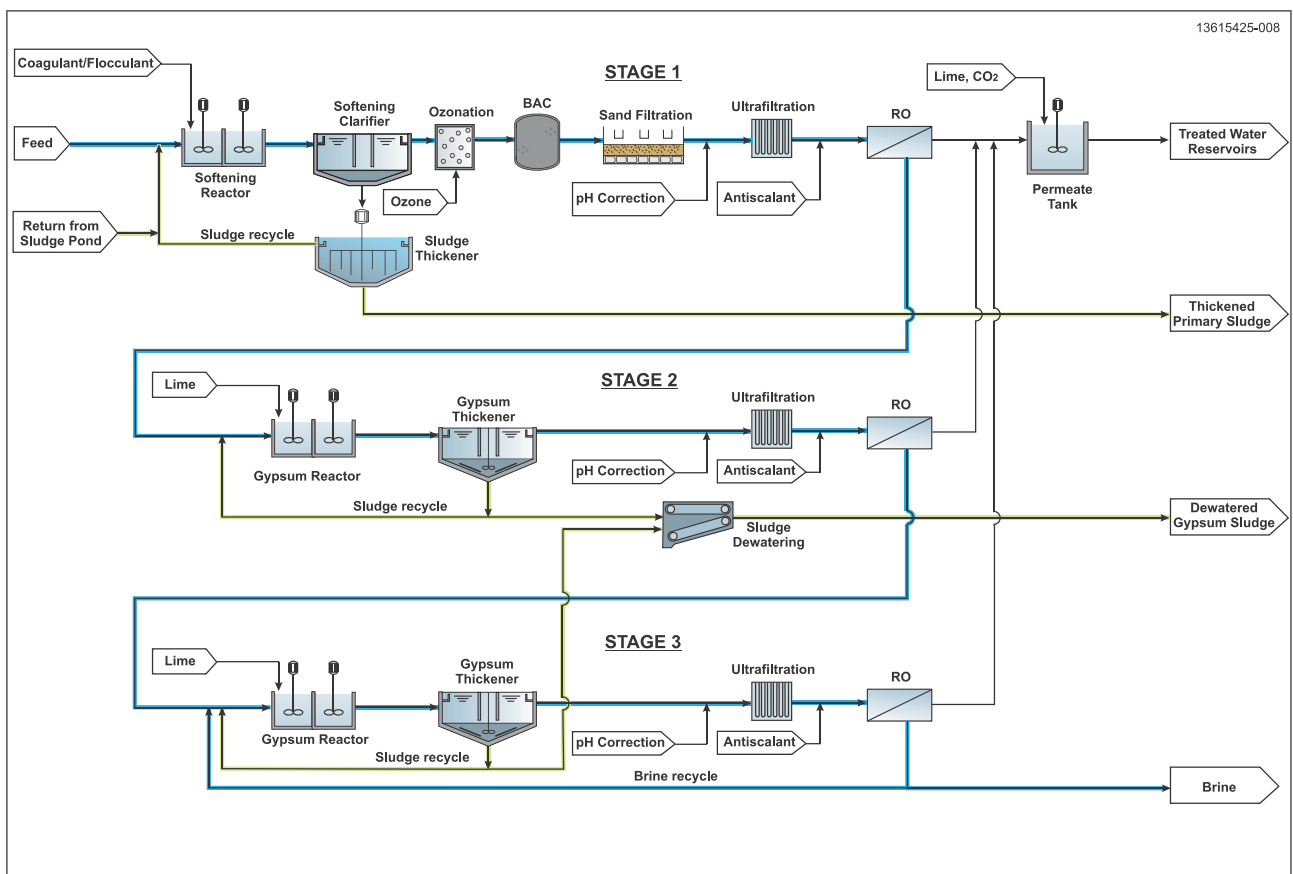 13615425-008
Coagulant/Flocculant
STAGE 1
Lime, CO₂
Softening
Clarifier
Ozonation
BAC
Sand Filtration
Ultrafiltration
RO
Feed
Treated Water
Reservoirs
Softening
Reactor
Ozone
pH Correction
Antiscalant
Permeate
Tank
Return from
Sludge Pond
Sludge recycle
Sludge
Thickener
Thickened
Primary Sludge
STAGE 2
Lime
Gypsum
Thickener
Ultrafiltration
RO
Gypsum Reactor
pH Correction
Antiscalant
Sludge recycle
Sludge
Dewatering
Dewatered
Gypsum Sludge
STAGE 3
Lime
Gypsum
Thickener
Ultrafiltration
RO
Gypsum Reactor
pH Correction
Antiscalant
Sludge recycle
Brine recycle
Brine